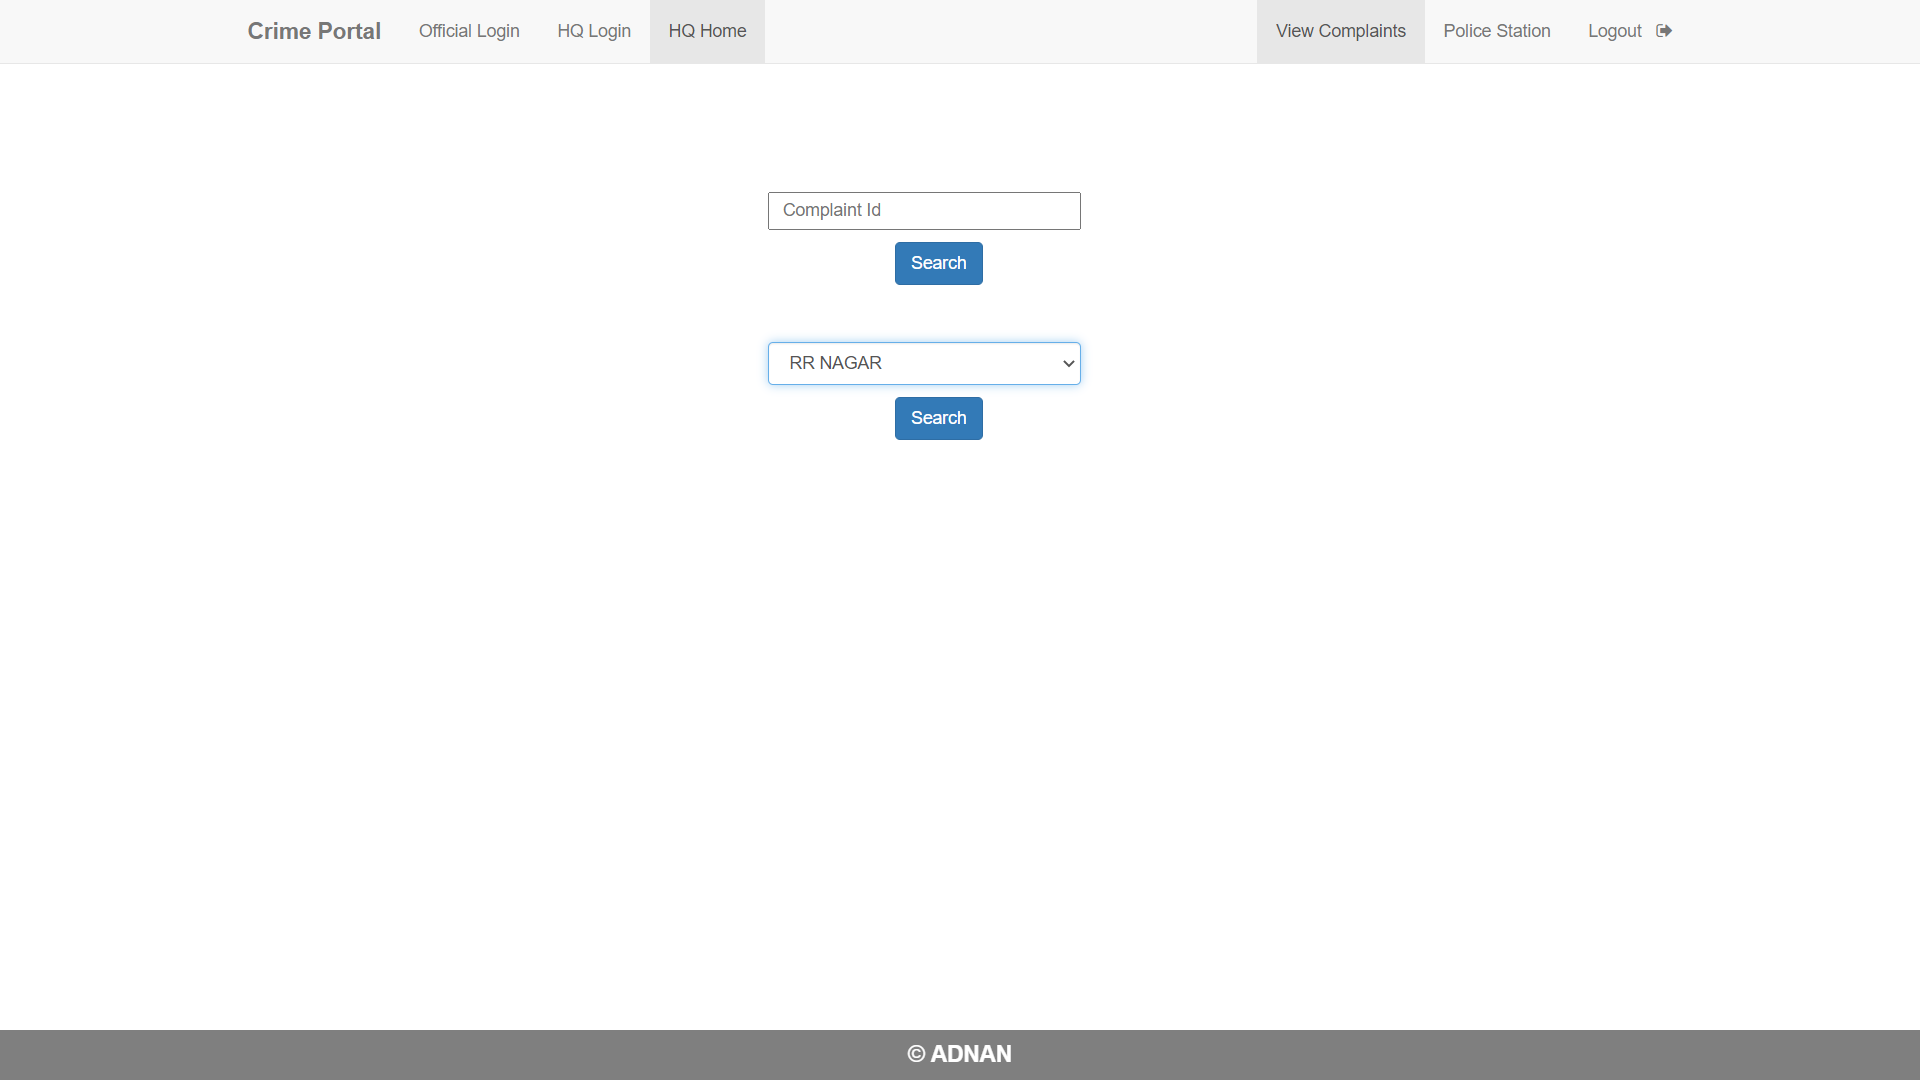 Crime Portal Official Login HQ Login HQ Home View Complaints Police Station Logout
Complaint Id
Search
RR NAGAR
Search
© ADNAN